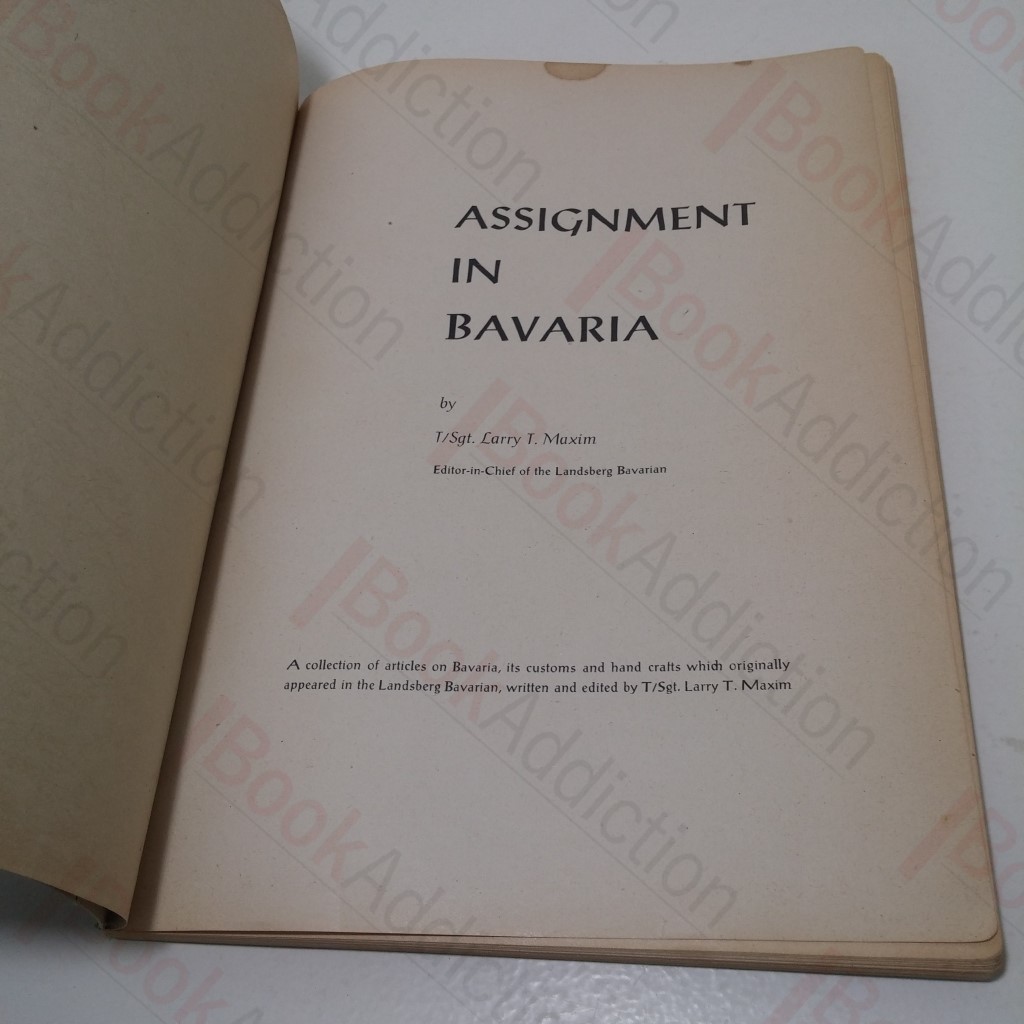 ASSIGNMENT
IN
BAVARIA
by
T/Sgt. Larry T. Maxim
Editor-in-Chief of the Landsberg Bavarian
A collection of articles on Bavaria, its customs and hand crafts which originally
appeared in the Landsberg Bavarian, written and edited by T/Sgt. Larry T. Maxim
BookAddiction